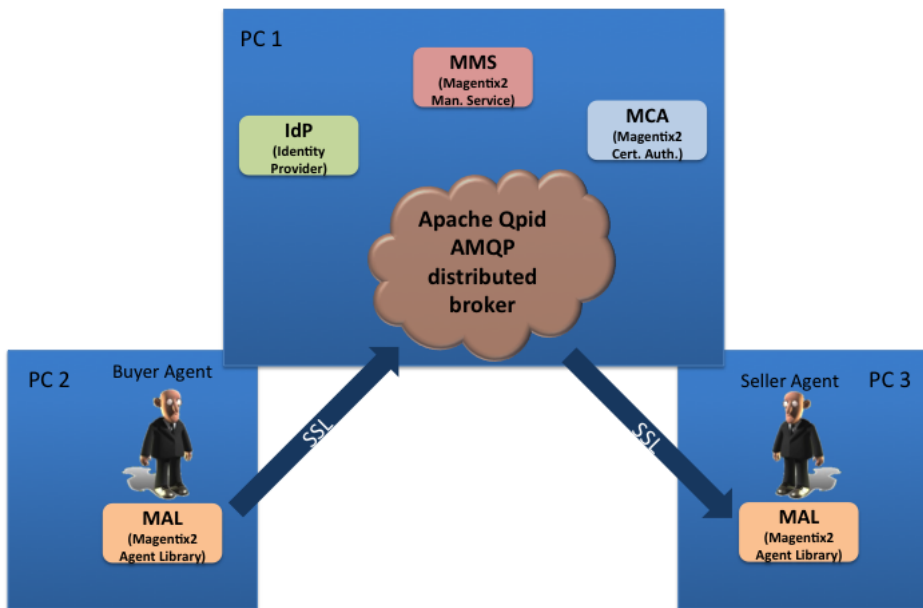 PC 1
MMS
(Magentix2
Man. Service)
IdP
(Identity
Provider)
MCA
(Magentix2
Cert. Auth.)
Apache Qpid
AMQP
distributed
broker
PC 2
Buyer Agent
SSL
MAL
(Magentix2
Agent Library)
Seller Agent
PC 3
SSL
MAL
(Magentix2
Agent Library)